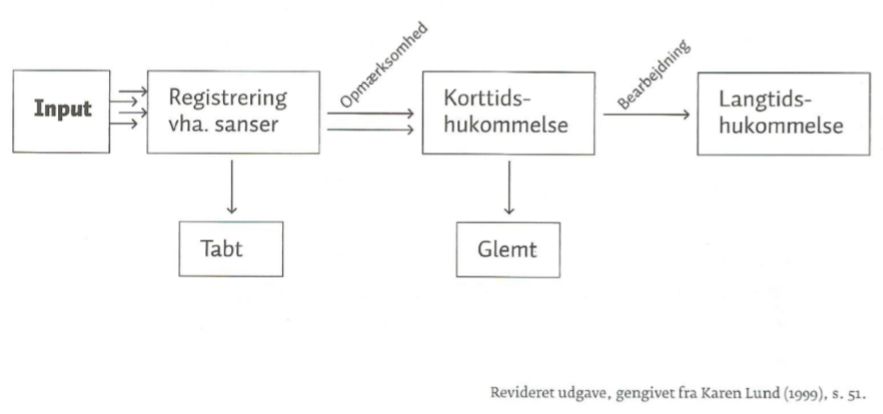 Input
Registrering
vha. sanser
Opmærksomhed
Korttids-
hukommelse
Bearbejdning
Langtids-
hukommelse
Tabt
Glemt
Revideret udgave, gengivet fra Karen Lund (1999), s. 51.